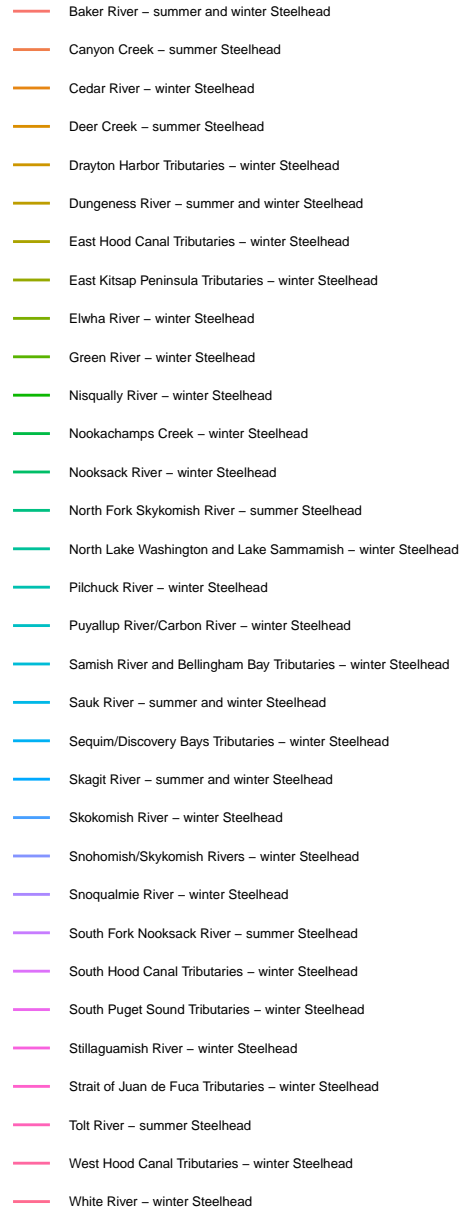 Baker River – summer and winter Steelhead
Canyon Creek – summer Steelhead
Cedar River – winter Steelhead
Deer Creek – summer Steelhead
Drayton Harbor Tributaries – winter Steelhead
Dungeness River – summer and winter Steelhead
East Hood Canal Tributaries – winter Steelhead
East Kitsap Peninsula Tributaries – winter Steelhead
Elwha River – winter Steelhead
Green River – winter Steelhead
Nisqually River – winter Steelhead
Nookachamps Creek – winter Steelhead
Nooksack River – winter Steelhead
North Fork Skykomish River – summer Steelhead
North Lake Washington and Lake Sammamish – winter Steelhead
Pilchuck River – winter Steelhead
Puyallup River/Carbon River – winter Steelhead
Samish River and Bellingham Bay Tributaries – winter Steelhead
Sauk River – summer and winter Steelhead
Sequim/Discovery Bays Tributaries – winter Steelhead
Skagit River – summer and winter Steelhead
Skokomish River – winter Steelhead
Snohomish/Skykomish Rivers – winter Steelhead
Snoqualmie River – winter Steelhead
South Fork Nooksack River – summer Steelhead
South Hood Canal Tributaries – winter Steelhead
South Puget Sound Tributaries – winter Steelhead
Stillaguamish River – winter Steelhead
Strait of Juan de Fuca Tributaries – winter Steelhead
Tolt River – summer Steelhead
West Hood Canal Tributaries – winter Steelhead
White River – winter Steelhead